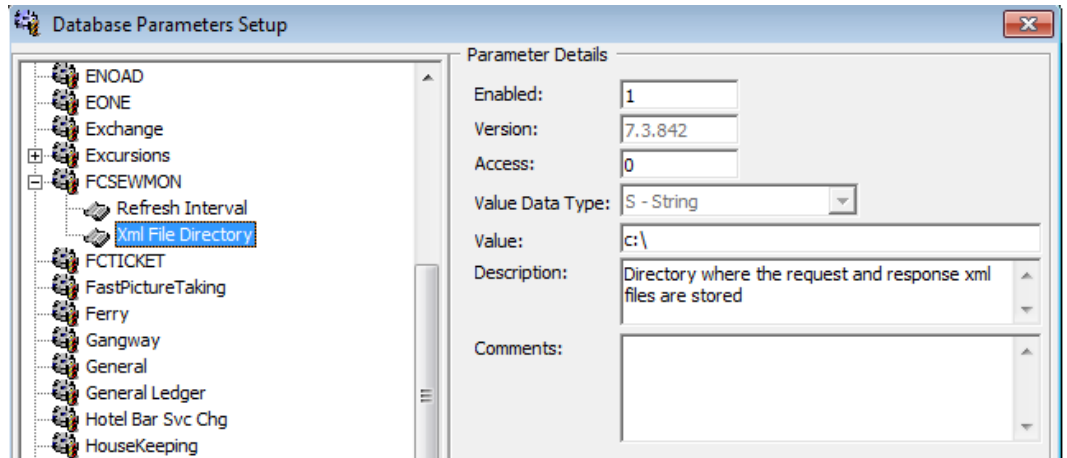 Database Parameters Setup
ENOAD
EONE
Exchange
Excursions
FCSEWMON
Refresh Interval
Xml File Directory
FCTICKET
FastPictureTaking
Ferry
Gangway
General
General Ledger
Hotel Bar Svc Chg
HouseKeeping
Parameter Details
Enabled: 1
Version: 7.3.842
Access: 0
Value Data Type: S - String
Value: c:\
Description: Directory where the request and response xml
files are stored
Comments: